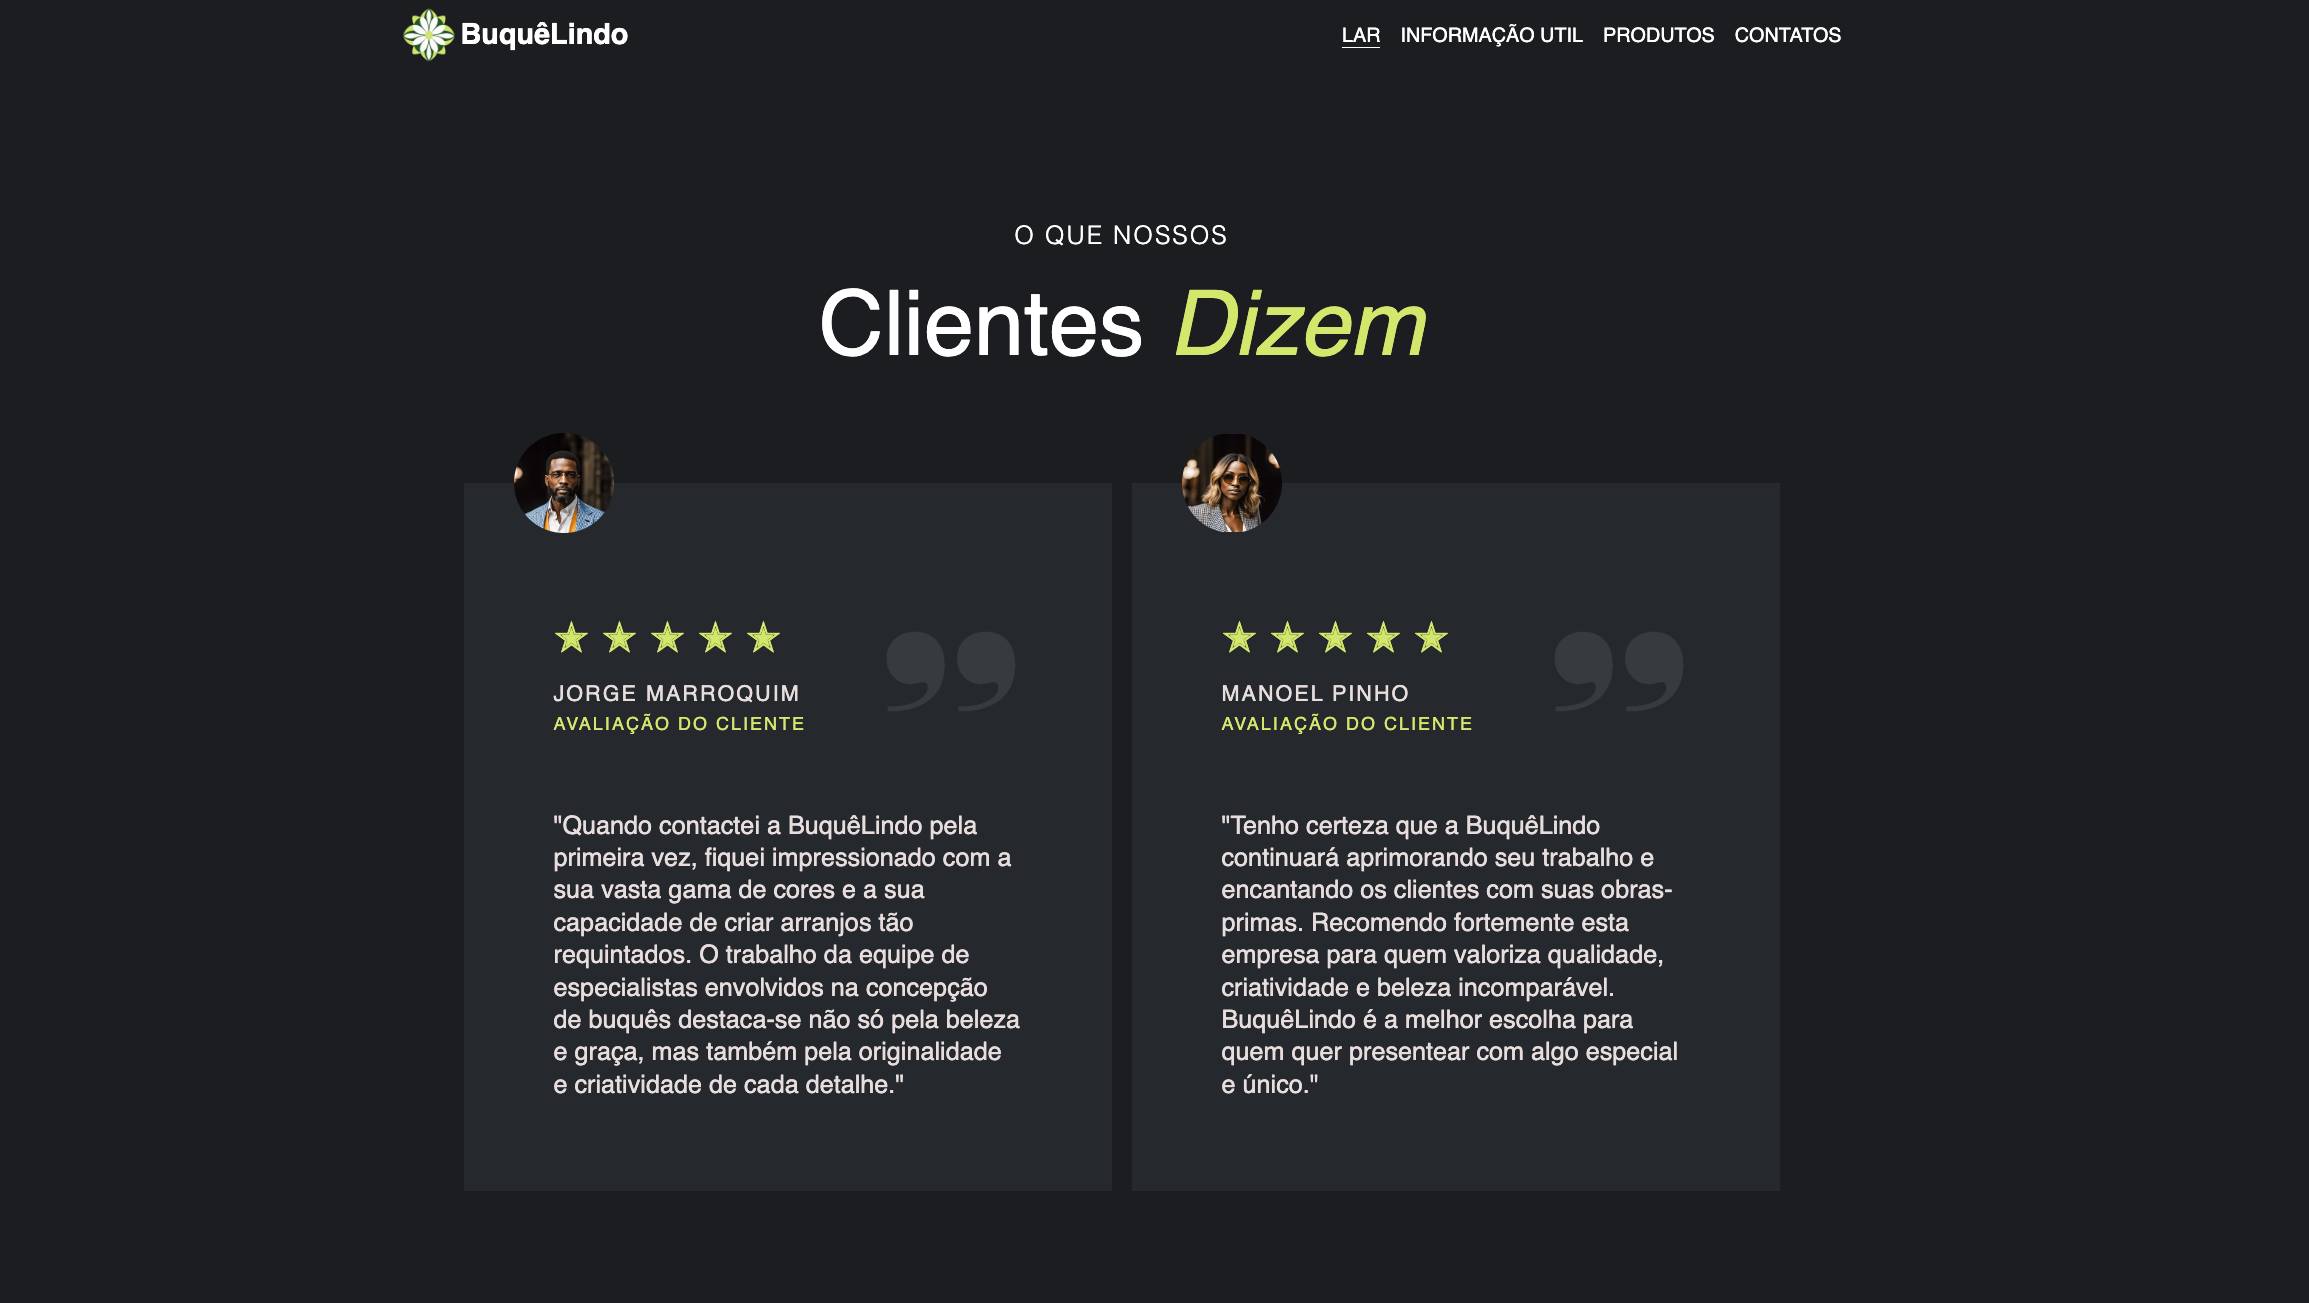 BuquêLindo
LAR INFORMAÇÃO UTIL PRODUTOS CONTATOS
O QUE NOSSOS
Clientes Dizem
JORGE MARROQUIM
AVALIAÇÃO DO CLIENTE
"Quando contactei a BuquêLindo pela
primeira vez, fiquei impressionado com a
sua vasta gama de cores e a sua
capacidade de criar arranjos tão
requintados. O trabalho da equipe de
especialistas envolvidos na concepção
de buquês destaca-se não só pela beleza
e graça, mas também pela originalidade
e criatividade de cada detalhe."
MANOEL PINHO
AVALIAÇÃO DO CLIENTE
"Tenho certeza que a BuquêLindo
continuará aprimorando seu trabalho e
encantando os clientes com suas obras-
primas. Recomendo fortemente esta
empresa para quem valoriza qualidade,
criatividade e beleza incomparável.
BuquêLindo é a melhor escolha para
quem quer presentear com algo especial
e único."